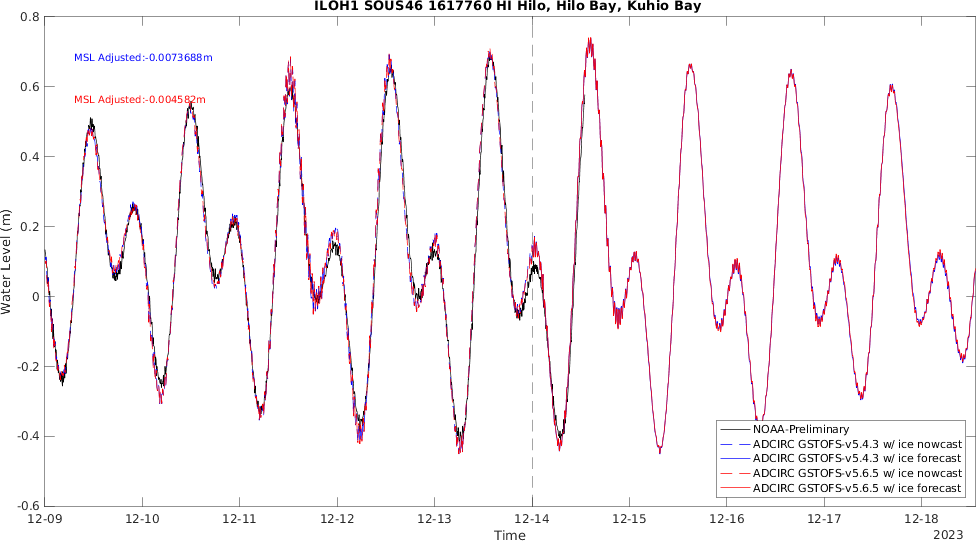 ILOH1 SOUS46 1617760 HI Hilo, Hilo Bay, Kuhio Bay
0.8
MSL Adjusted:-0.0073688m
0.6
MSL Adjusted:-0.004582m
0.4
0.2
Water Level (m)
0
-0.2
-0.4
NOAA-Preliminary
ADCIRC GSTOFS-v5.4.3 w/ ice nowcast
ADCIRC GSTOFS-v5.4.3 w/ ice forecast
ADCIRC GSTOFS-v5.6.5 w/ ice nowcast
ADCIRC GSTOFS-v5.6.5 w/ ice forecast
-0.6
12-09 12-10 12-11 12-12 12-13 12-14 12-15 12-16 12-17 12-18
Time
2023